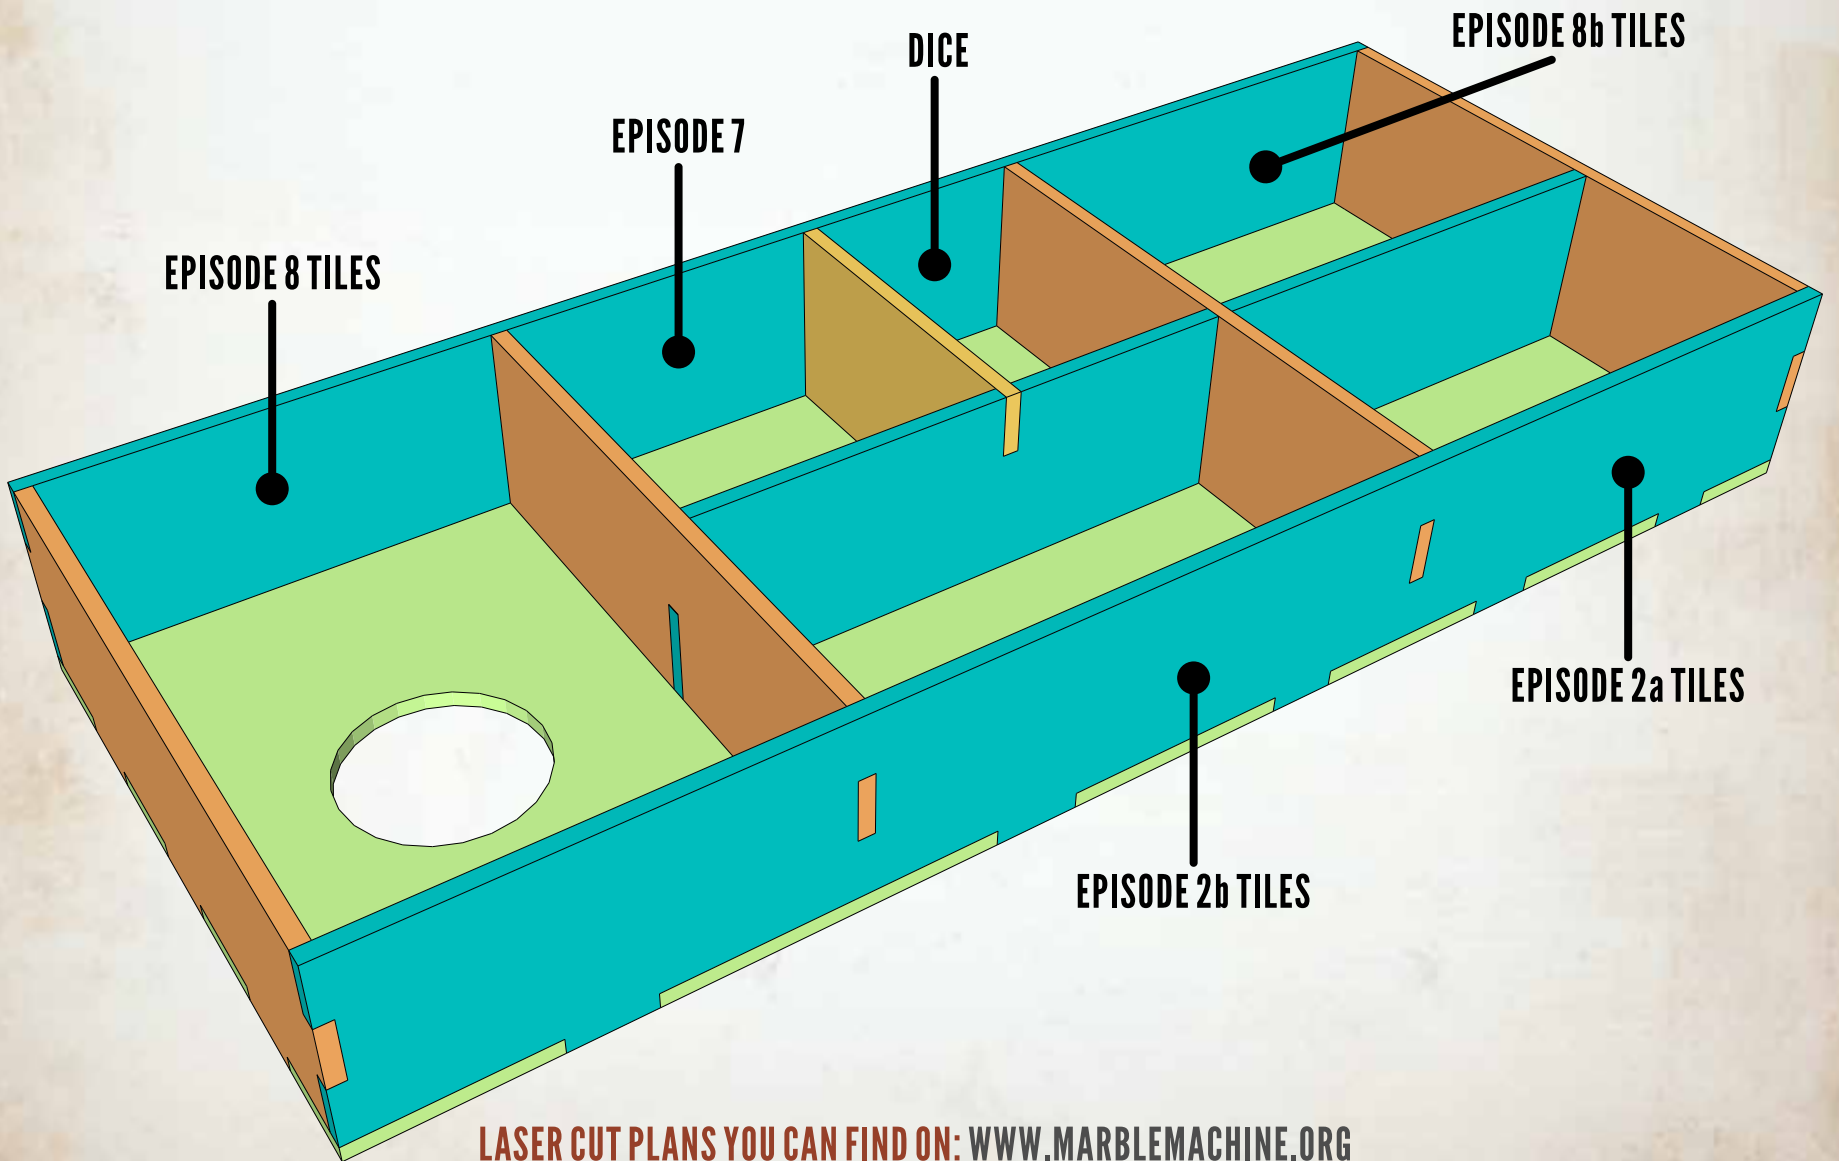 EPISODE 8b TILES
DICE
EPISODE 7
EPISODE 8 TILES
EPISODE 2a TILES
EPISODE 2b TILES
LASER CUT PLANS YOU CAN FIND ON: WWW.MARBLEMACHINE.ORG